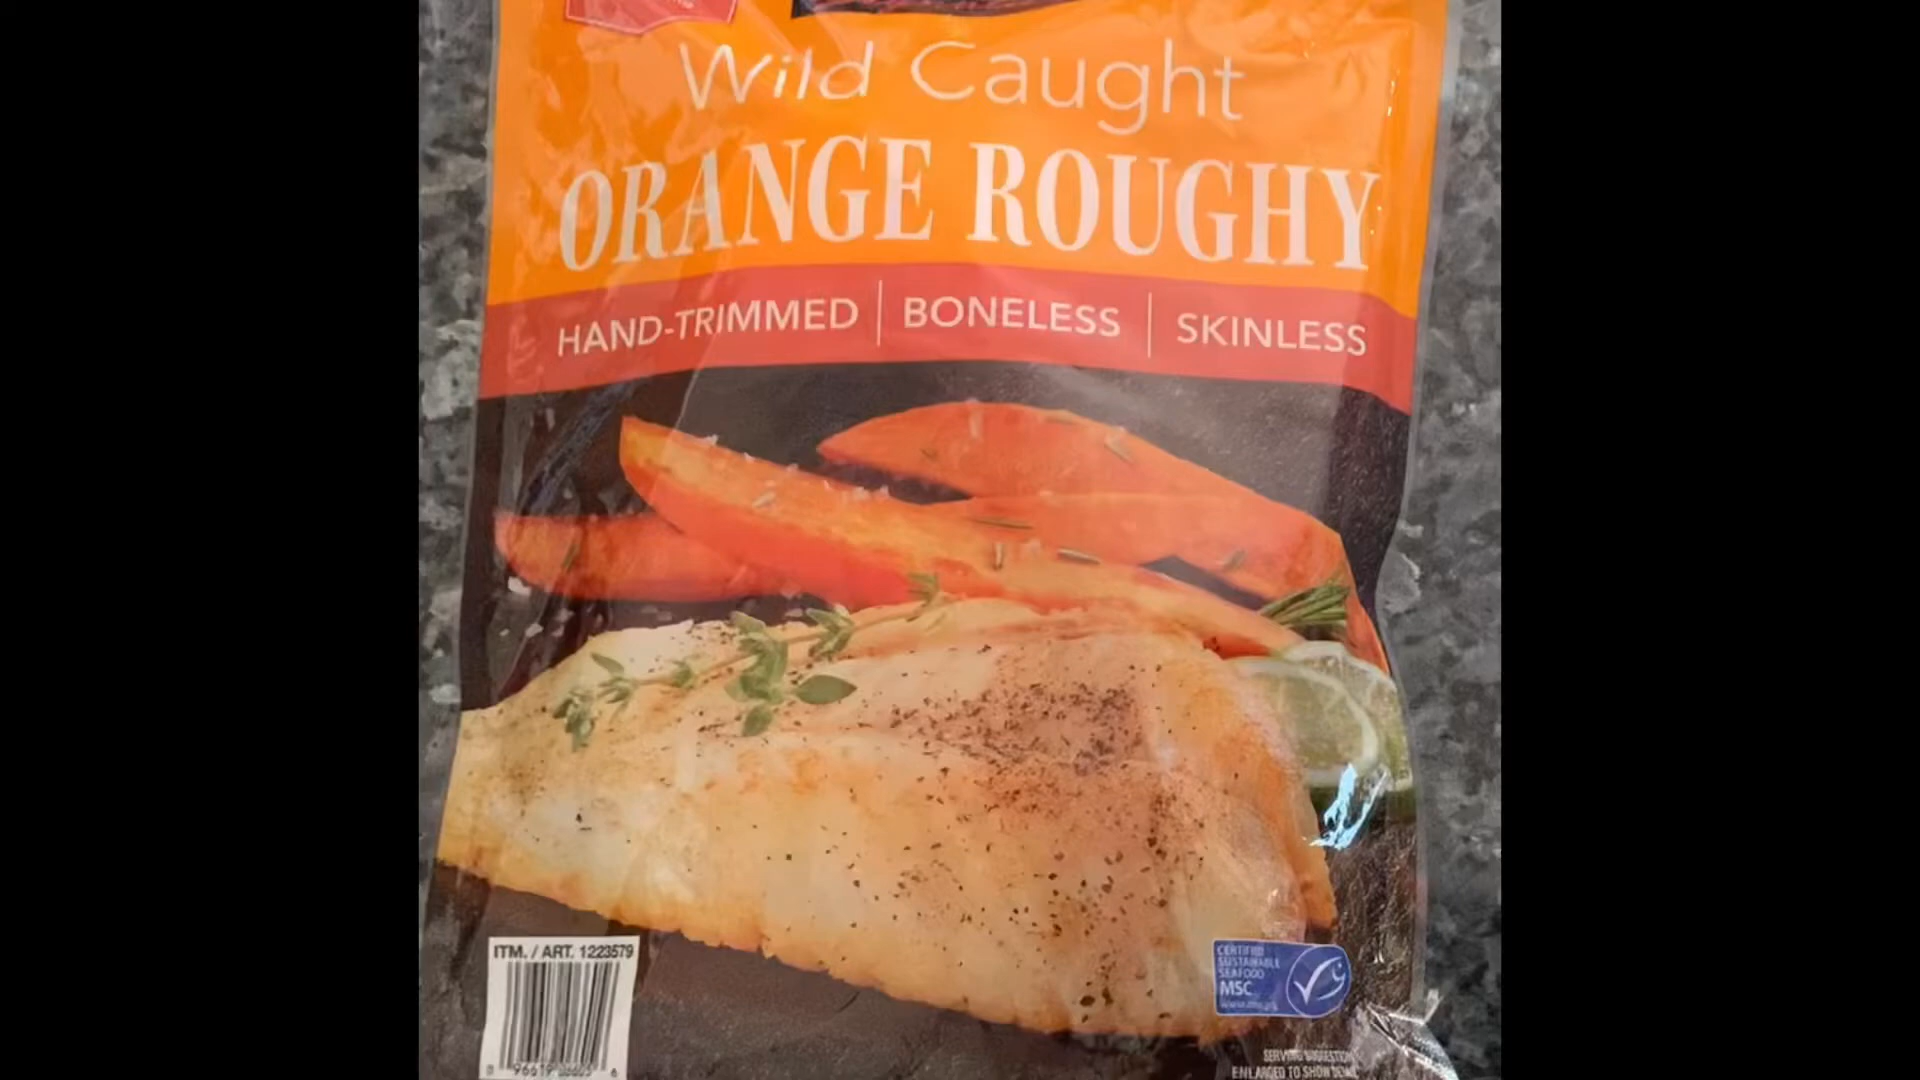 Wild Caught
ORANGE ROUGHY
HAND-TRIMMED | BONELESS | SKINLESS
ITM. / ART. 1223579
CERTIFIED
SUSTAINABLE
SEAFOOD
MSC
www.msc.org
SERVING SUGGESTION
ENLARGED TO SHOW DETAIL